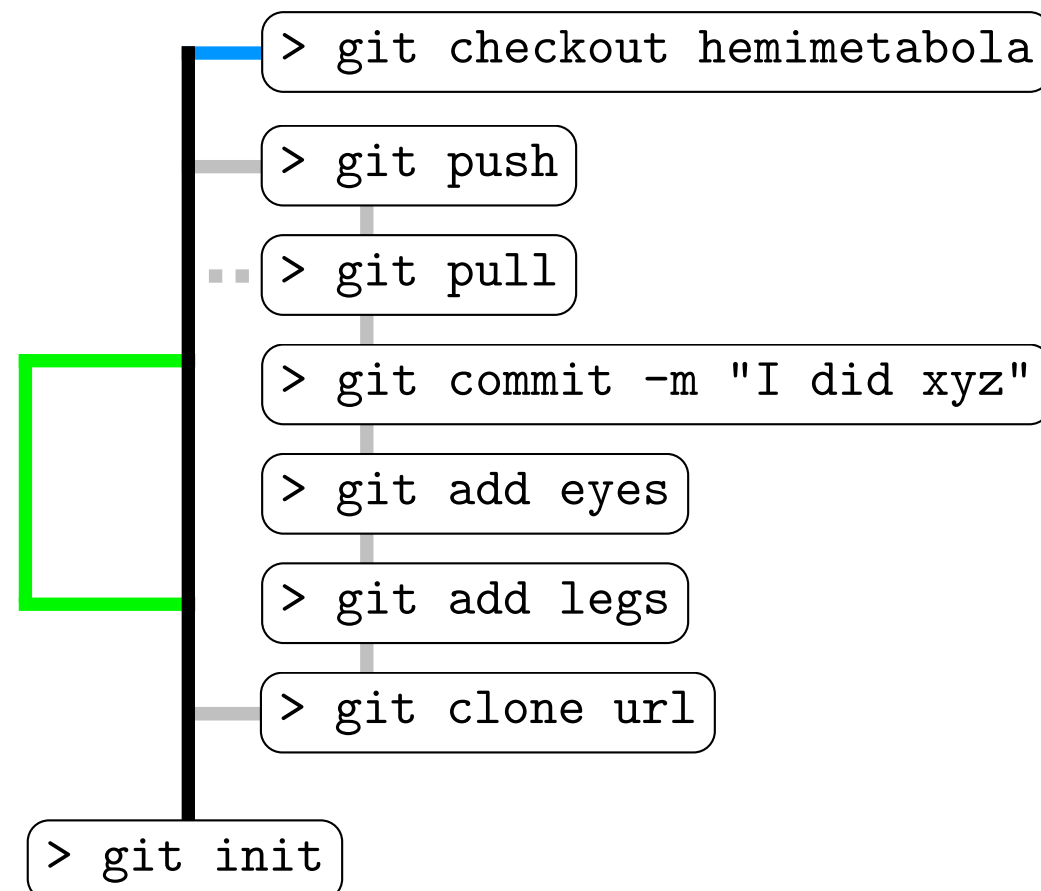 > git checkout hemimetabola
> git push
> git pull
> git commit -m "I did xyz"
> git add eyes
> git add legs
> git clone url
> git init